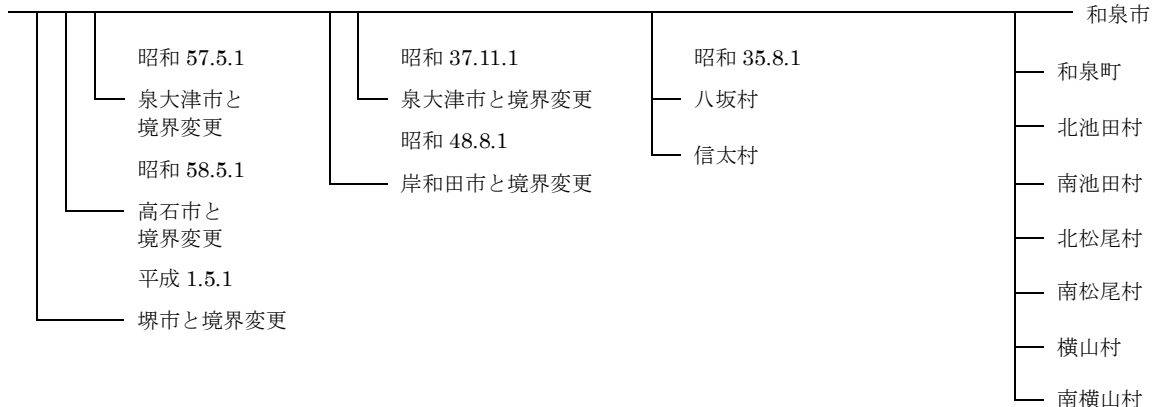 和泉市
昭和 57.5.1
泉大津市と
境界変更
昭和 58.5.1
高石市と
境界変更
平成 1.5.1
堺市と境界変更
昭和 37.11.1
泉大津市と境界変更
昭和 48.8.1
岸和田市と境界変更
昭和 35.8.1
八坂村
信太村
和泉町
北池田村
南池田村
北松尾村
南松尾村
横山村
南横山村